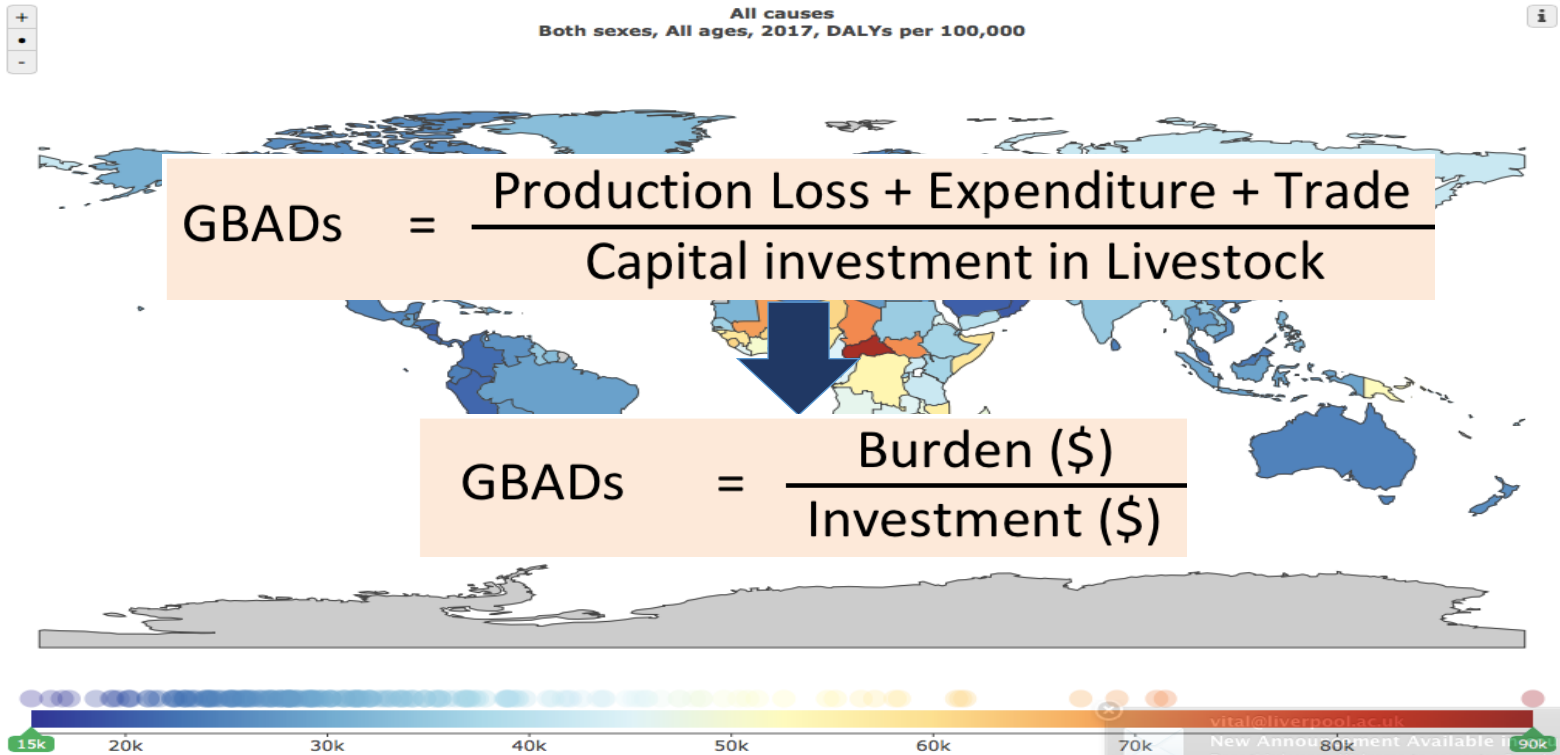 All causes
Both sexes, All ages, 2017, DALYs per 100,000
+
-
i
GBADs = Production Loss + Expenditure + Trade
Capital investment in Livestock
GBADs = Burden ($)
Investment ($)
vital@liverpool.ac.uk
New Announcement Available in
15k 20k 30k 40k 50k 60k 70k 80k 90k